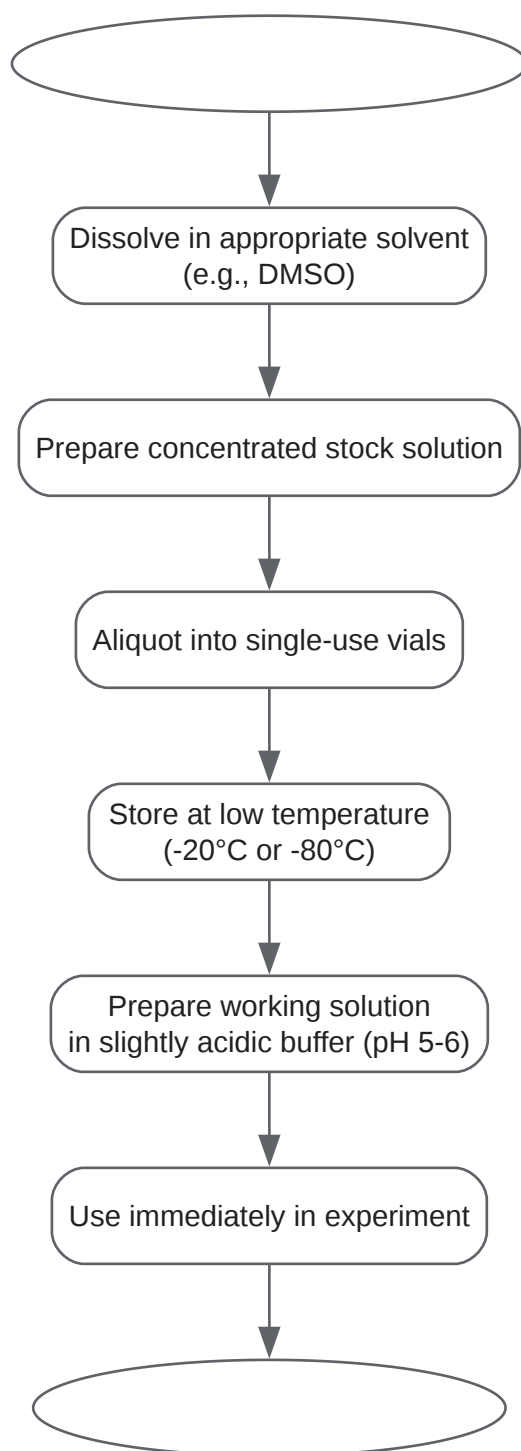 Dissolve in appropriate solvent
(e.g., DMSO)
Prepare concentrated stock solution
Aliquot into single-use vials
Store at low temperature
(-20°C or -80°C)
Prepare working solution
in slightly acidic buffer (pH 5-6)
Use immediately in experiment